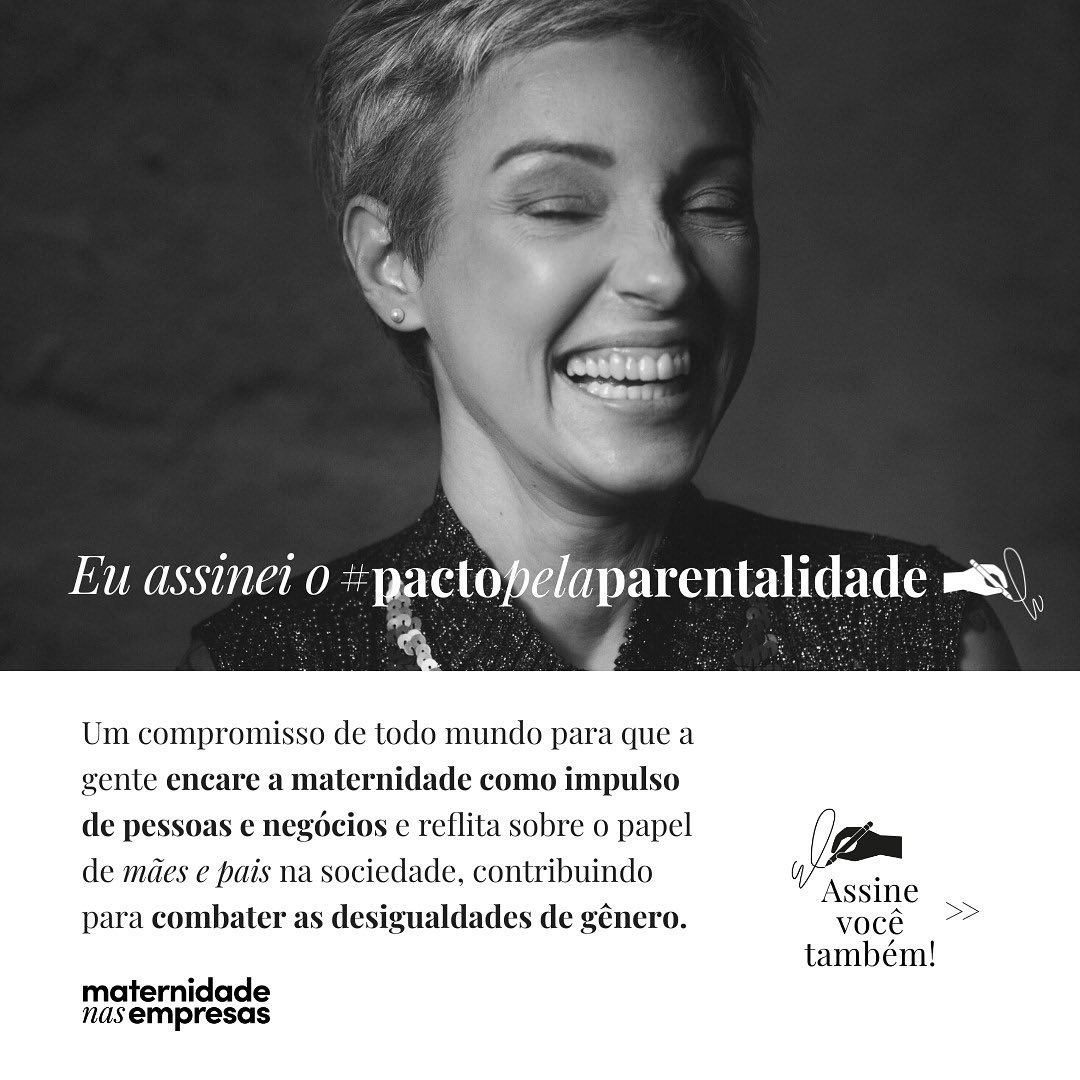 Eu assinei o #pactopelaparentalidade
Um compromisso de todo mundo para que a
gente encare a maternidade como impulso
de pessoas e negócios e reflita sobre o papel
de mães e pais na sociedade, contribuindo
para combater as desigualdades de gênero.
Assine
você
também!
>>
maternidade
nas empresas